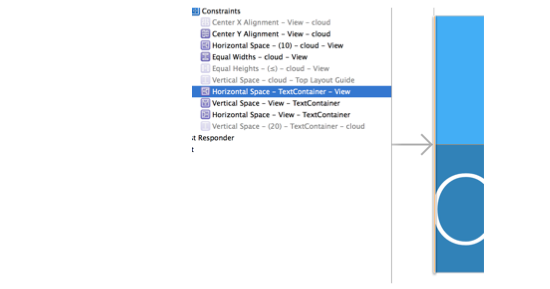 Constraints
Center X Alignment – View – cloud
Center Y Alignment – View – cloud
Horizontal Space – (10) – cloud – View
Equal Widths – cloud – View
Equal Heights – (≤) – cloud – View
Vertical Space – cloud – Top Layout Guide
Horizontal Space – TextContainer – View
Vertical Space – View – TextContainer
Horizontal Space – View – TextContainer
Vertical Space – (20) – TextContainer – cloud
t Responder
t